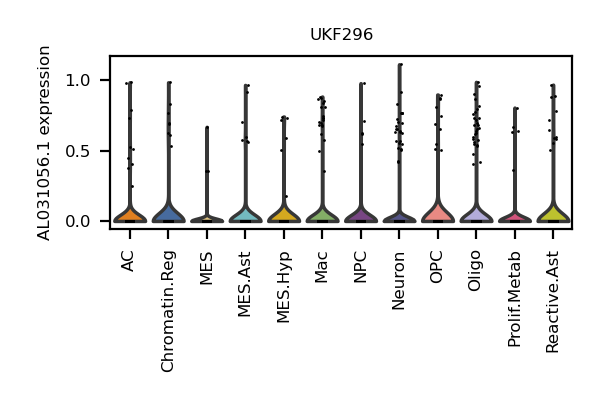 UKF296
AL031056.1 expression
1.0
0.5
0.0
AC
Chromatin.Reg
MES
MES.Ast
MES.Hyp
Mac
NPC
Neuron
OPC
Oligo
Prolif.Metab
Reactive.Ast